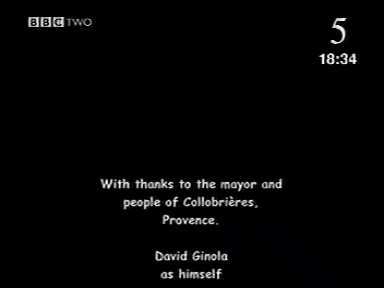 BBC TWO
5
18:34
With thanks to the mayor and
people of Collobrières,
Provence.
David Ginola
as himself